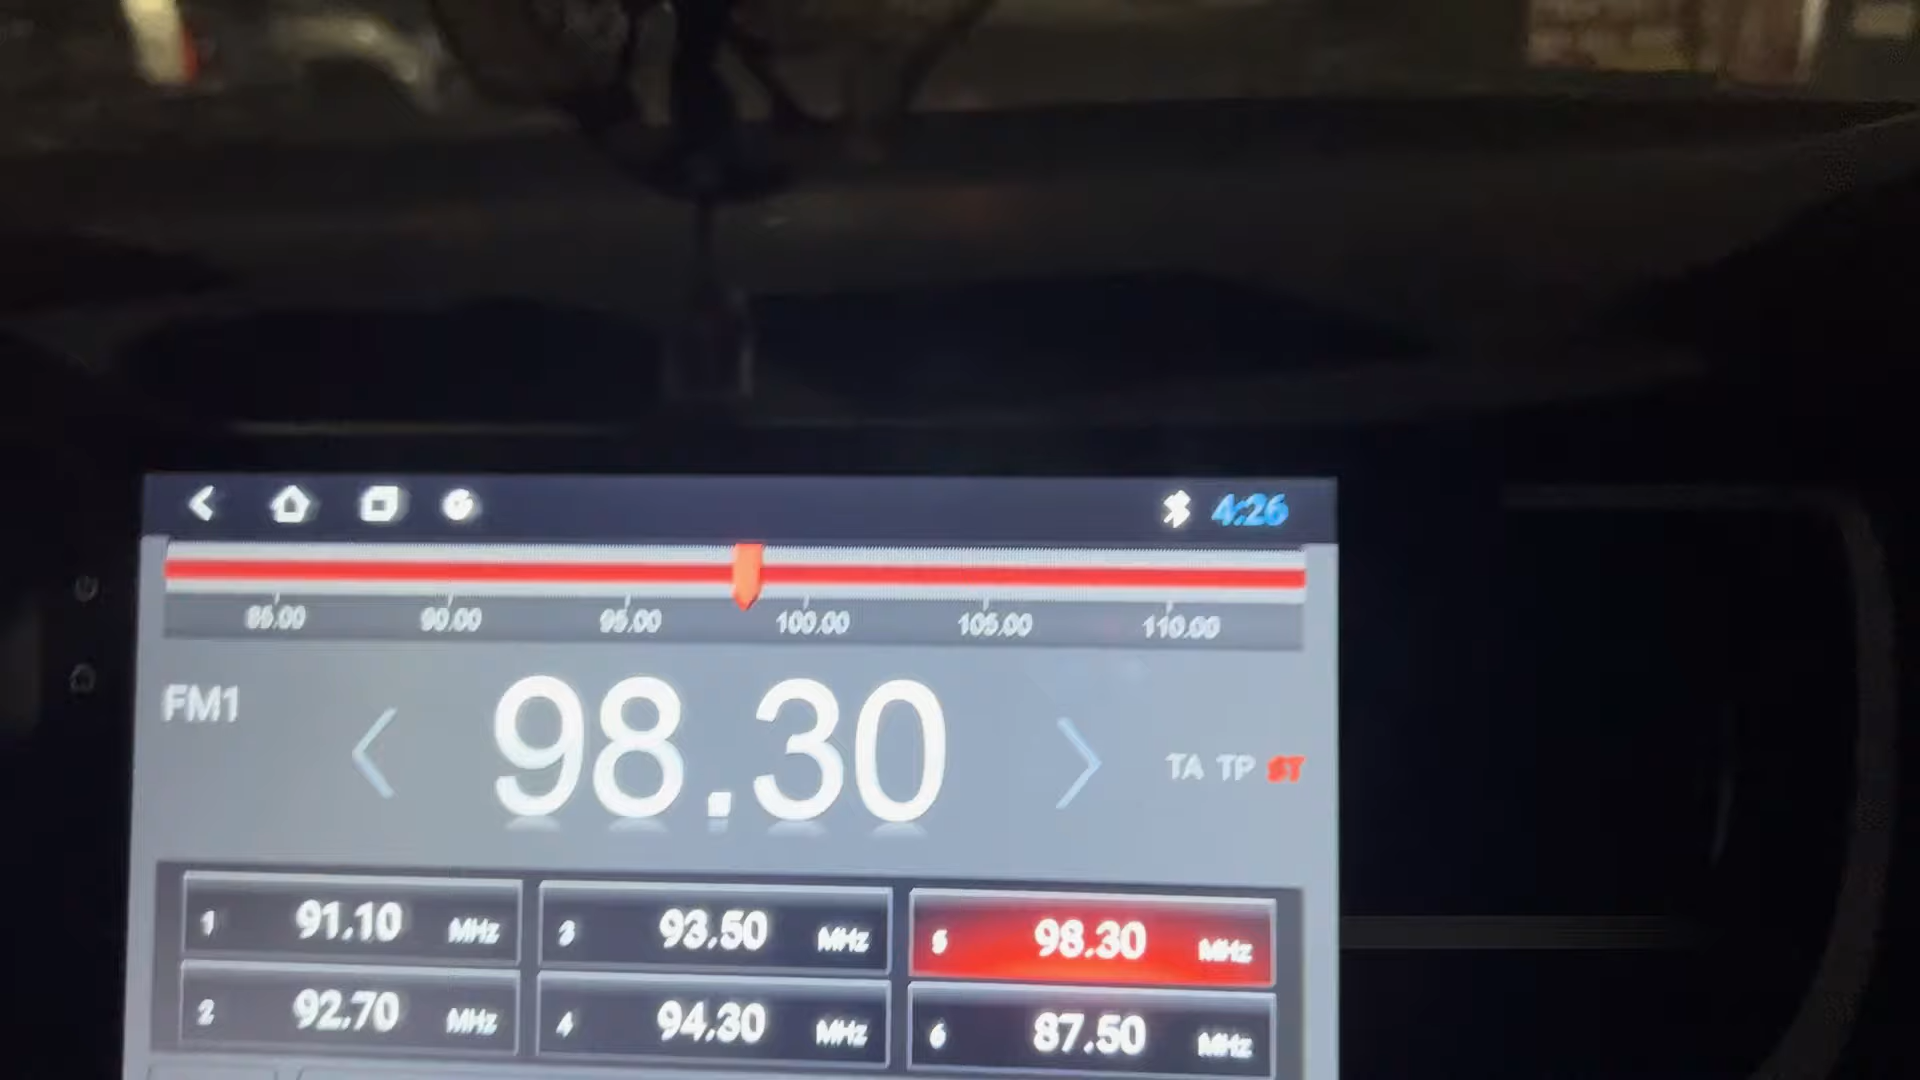 4:26
85.00 90.00 95.00 100.00 105.00 110.00
FM1
98.30
TA TP ST
1 91.10 MHz 3 93.50 MHz 5 98.30 MHz
2 92.70 MHz 4 94.30 MHz 6 87.50 MHz